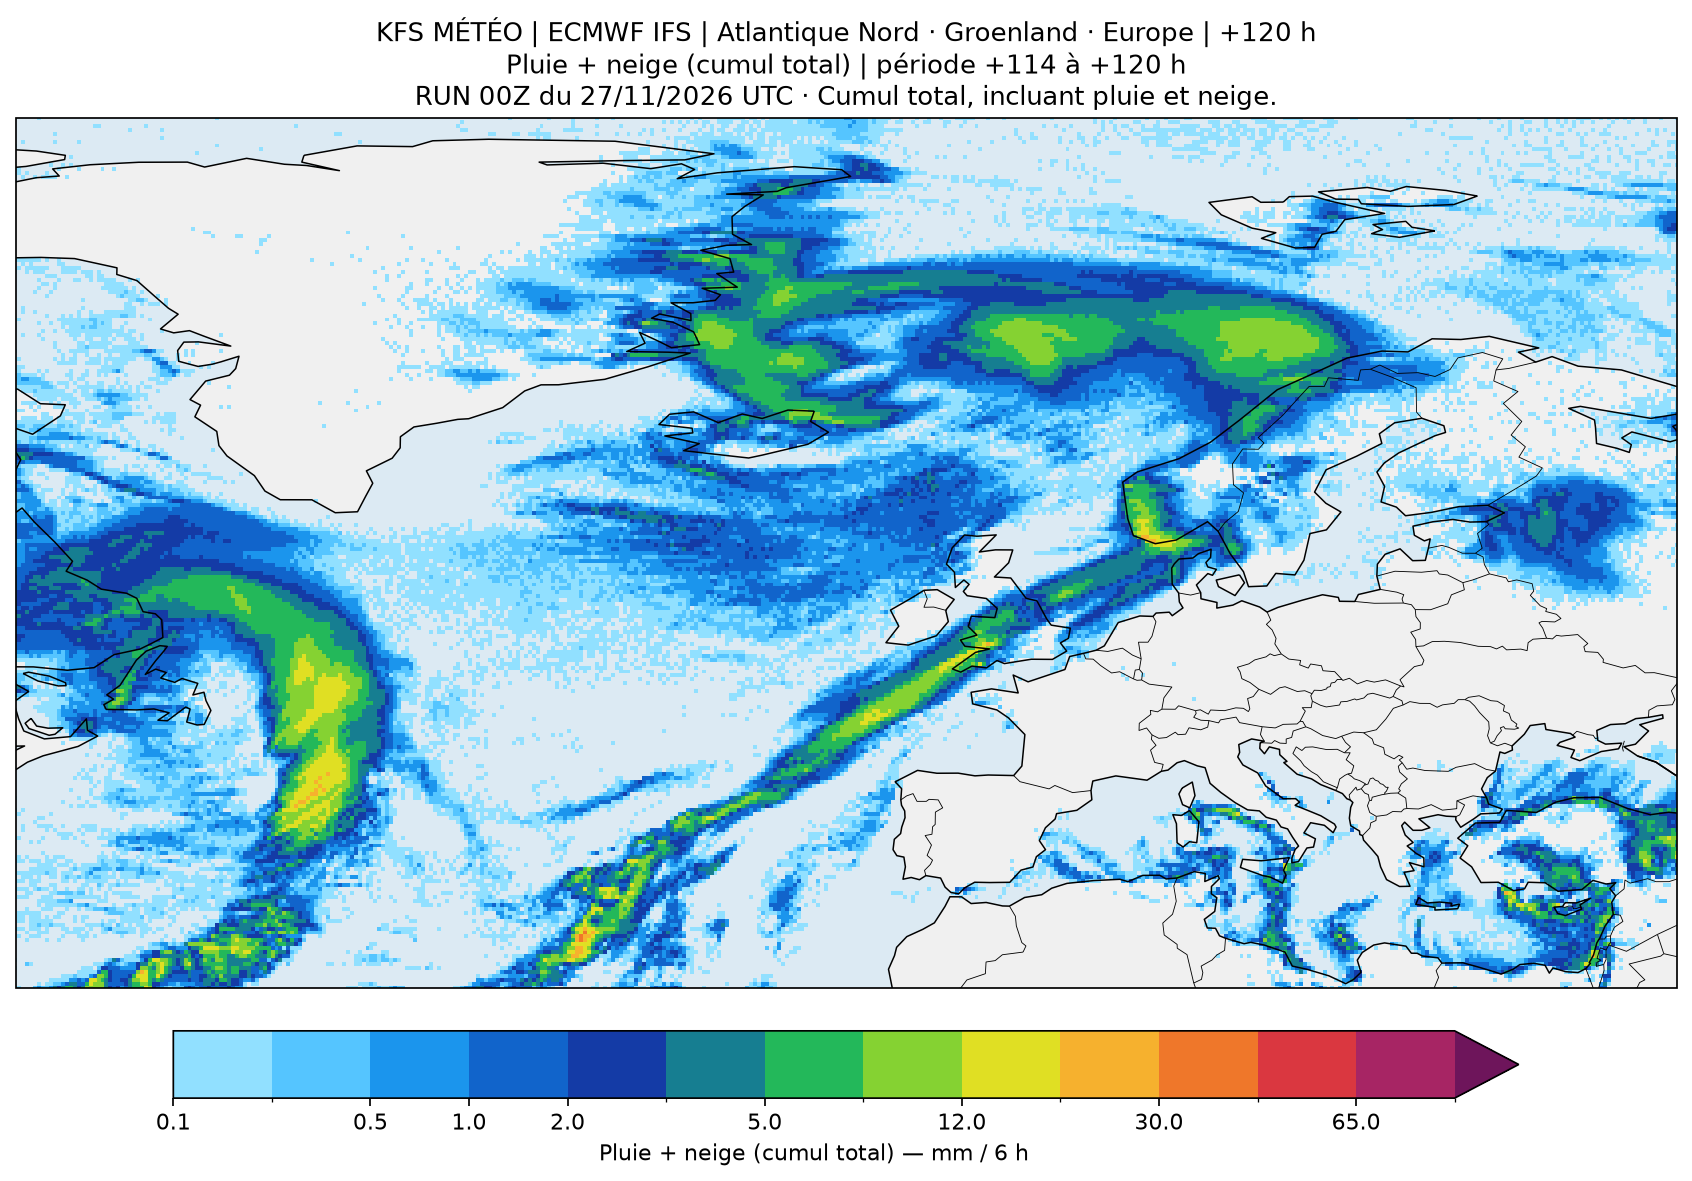 KFS MÉTÉO | ECMWF IFS | Atlantique Nord · Groenland · Europe | +120 h
Pluie + neige (cumul total) | période +114 à +120 h
RUN 00Z du 27/11/2026 UTC · Cumul total, incluant pluie et neige.
0.1 0.5 1.0 2.0 5.0 12.0 30.0 65.0
Pluie + neige (cumul total) — mm / 6 h